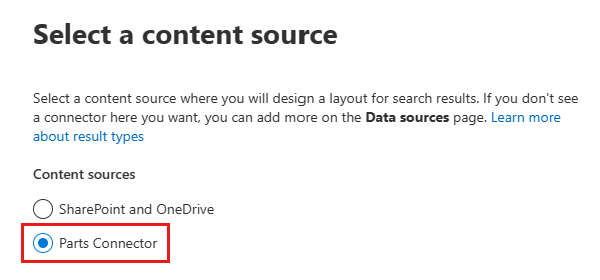 Select a content source
Select a content source where you will design a layout for search results. If you don't see
a connector here you want, you can add more on the Data sources page. Learn more
about result types
Content sources
SharePoint and OneDrive
Parts Connector